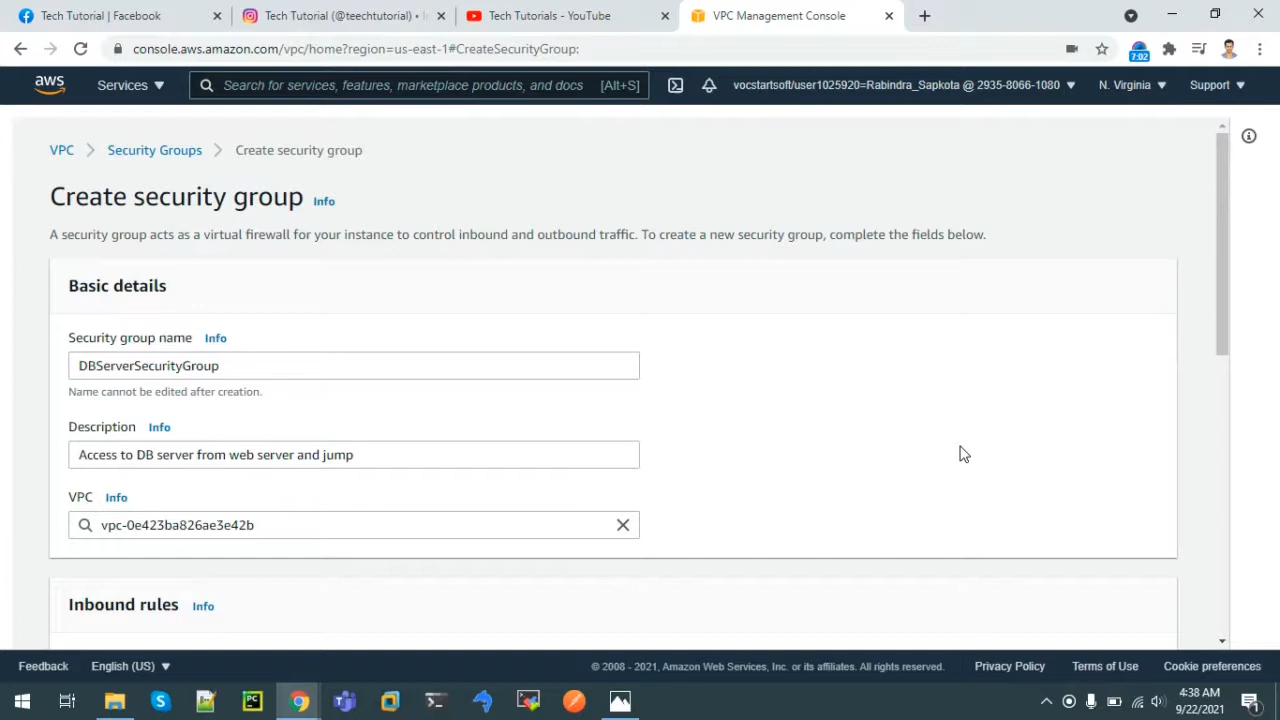 Tech Tutorial | Facebook
Tech Tutorial (@teechtutorial) • I
Tech Tutorials - YouTube
VPC Management Console
console.aws.amazon.com/vpc/home?region=us-east-1#CreateSecurityGroup:
7:02
aws
Services
Search for services, features, marketplace products, and docs [Alt+S]
vocstartsoft/user1025920=Rabindra_Sapkota @ 2935-8066-1080
N. Virginia
Support
VPC > Security Groups > Create security group
Create security group Info
A security group acts as a virtual firewall for your instance to control inbound and outbound traffic. To create a new security group, complete the fields below.
Basic details
Security group name Info
DBServerSecurityGroup
Name cannot be edited after creation.
Description Info
Access to DB server from web server and jump
VPC Info
vpc-0e423ba826ae3e42b
Inbound rules Info
Feedback English (US)
© 2008 - 2021, Amazon Web Services, Inc. or its affiliates. All rights reserved. Privacy Policy Terms of Use Cookie preferences
PC
4:38 AM
9/22/2021
1